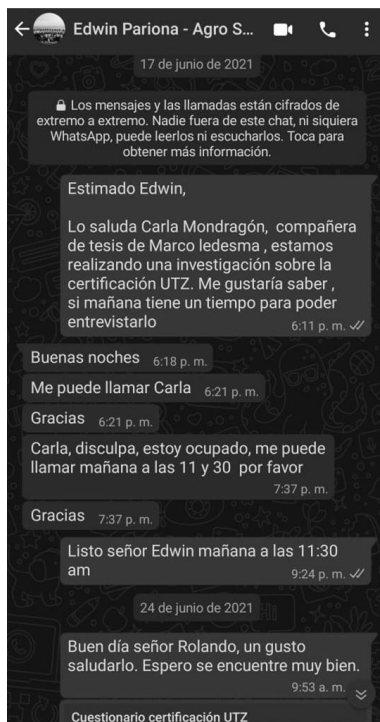 Edwin Pariona - Agro S...
17 de junio de 2021
Los mensajes y las llamadas están cifrados de
extremo a extremo. Nadie fuera de este chat, ni siquiera
WhatsApp, puede leerlos ni escucharlos. Toca para
obtener más información.
Estimado Edwin,
Lo saluda Carla Mondragón, compañera
de tesis de Marco ledesma , estamos
realizando una investigación sobre la
certificación UTZ. Me gustaría saber ,
si mañana tiene un tiempo para poder
entrevistarlo
6:11 p. m.
Buenas noches 6:18 p. m.
Me puede llamar Carla 6:21 p. m.
Gracias 6:21 p. m.
Carla, disculpa, estoy ocupado, me puede
llamar mañana a las 11 y 30 por favor
7:37 p. m.
Gracias 7:37 p. m.
Listo señor Edwin mañana a las 11:30
am 9:24 p. m.
24 de junio de 2021
Buen día señor Rolando, un gusto
saludarlo. Espero se encuentre muy bien.
9:53 a. m.
Cuestionario certificación UTZ